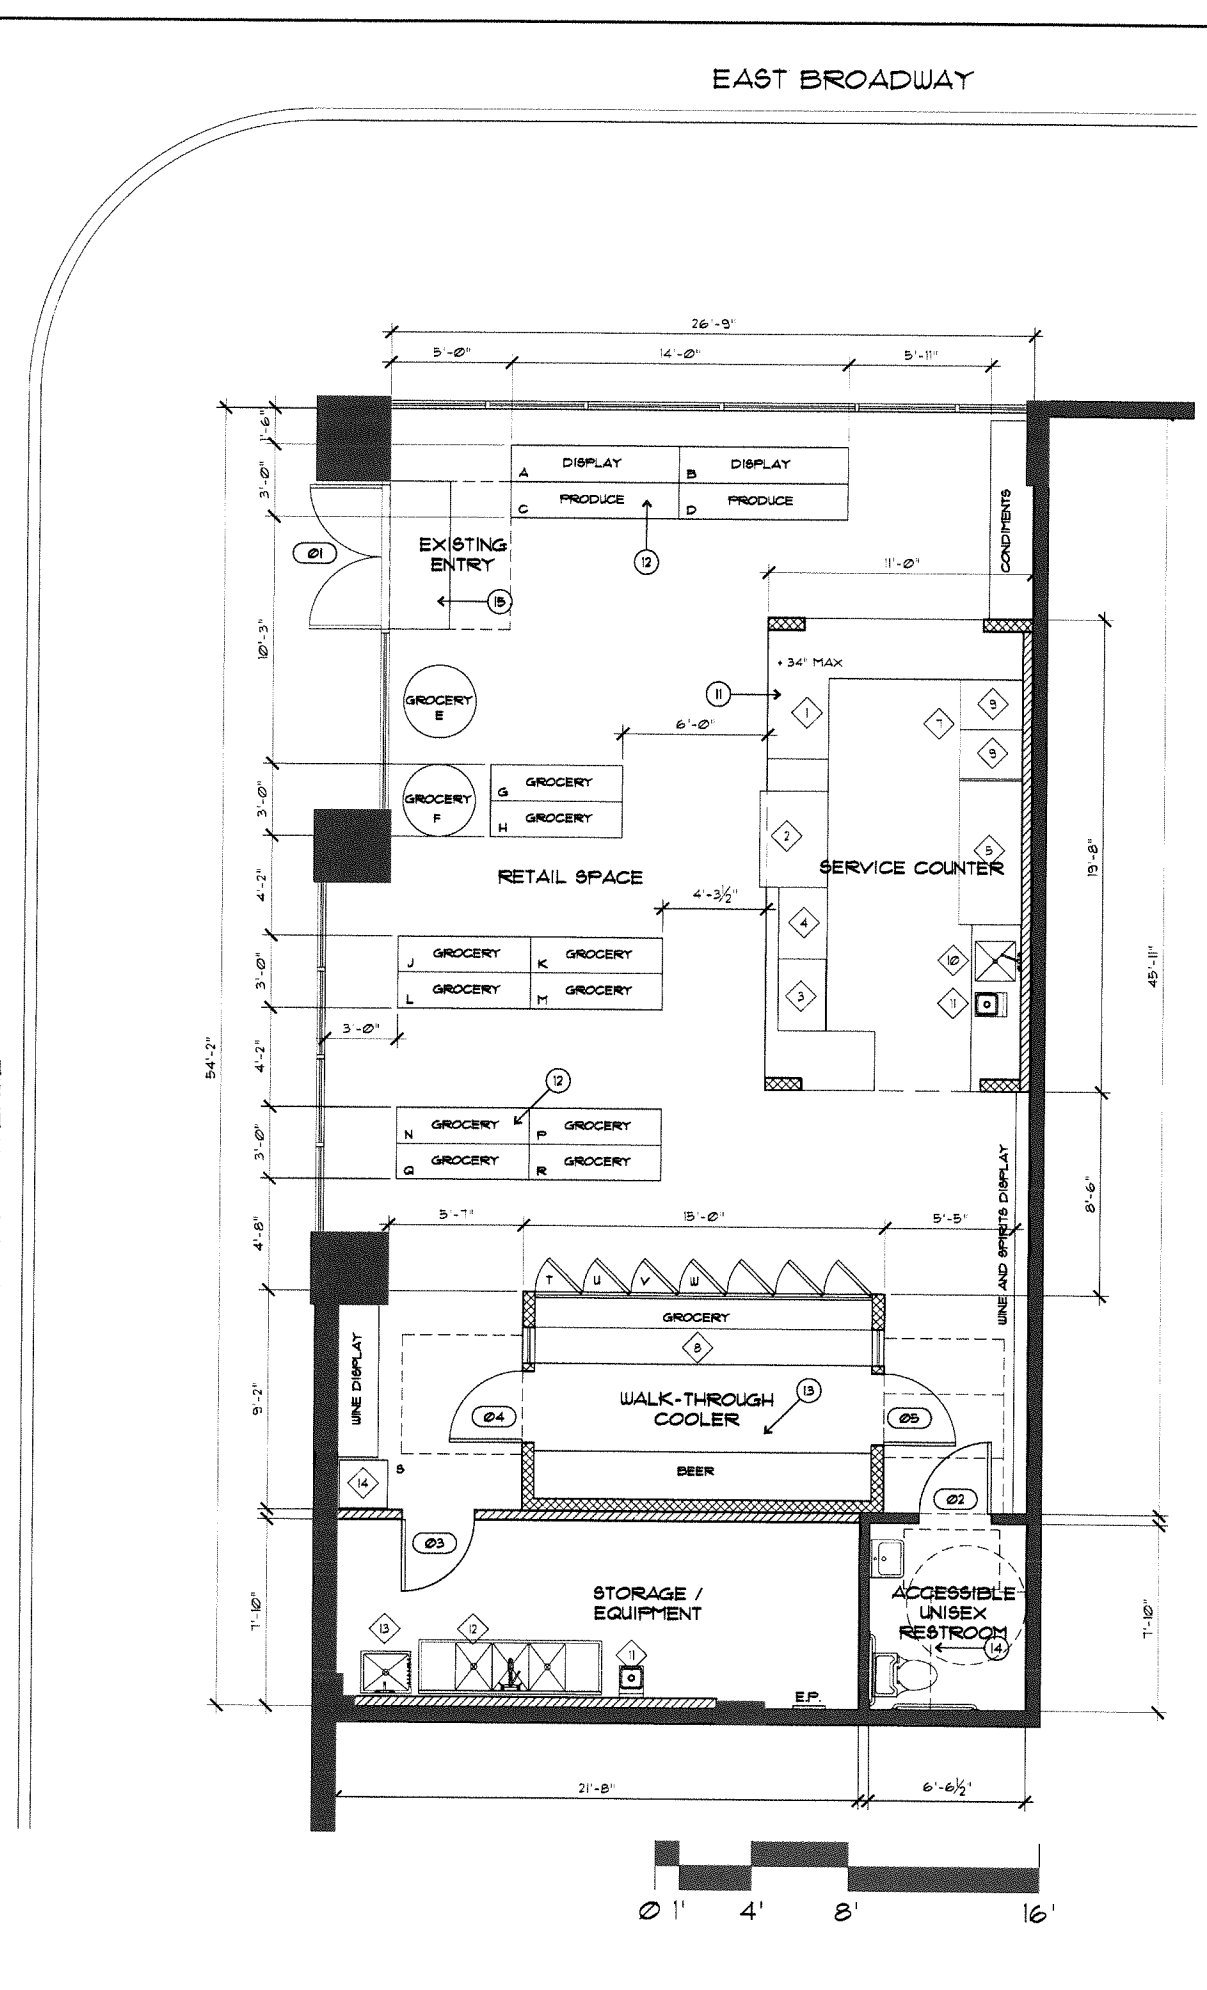 EAST BROADWAY
26'-9"
5'-0"
14'-0"
5'-11"
1'-6"
3'-0"
A DISPLAY
B DISPLAY
C PRODUCE
D PRODUCE
CONDIMENTS
01
EXISTING
ENTRY
12
15
11'-0"
10'-3"
+34" MAX
11
1
7
9
9
GROCERY
E
6'-0"
3'-0"
GROCERY
F
G GROCERY
H GROCERY
2
5
19'-8"
RETAIL SPACE
SERVICE COUNTER
4'-2"
4'-3½"
4
J GROCERY
K GROCERY
L GROCERY
M GROCERY
3'-0"
10
3
11
45'-11"
3'-0"
4'-2"
54'-2"
12
N GROCERY
P GROCERY
Q GROCERY
R GROCERY
3'-0"
WINE AND SPIRITS DISPLAY
8'-6"
5'-7"
15'-0"
5'-5"
4'-8"
T
U
V
W
GROCERY
8
WINE DISPLAY
WALK-THROUGH
COOLER
13
9'-2"
04
05
BEER
S
14
02
03
STORAGE /
EQUIPMENT
ACCESSIBLE
UNISEX
RESTROOM
14
7'-10"
7'-10"
13
12
11
E.P.
21'-8"
6'-6½"
0 1' 4' 8' 16'